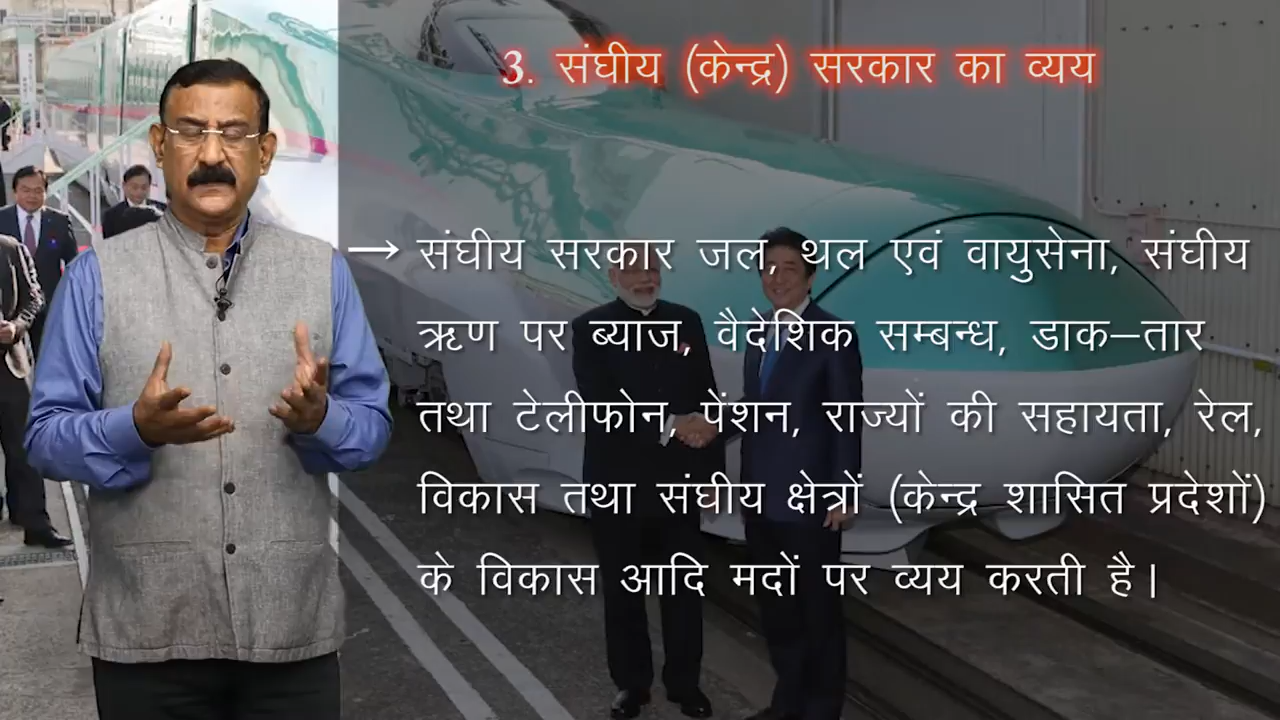 3. संघीय (केन्द्र) सरकार का व्यय
→ संघीय सरकार जल, थल एवं वायुसेना, संघीय
ऋण पर ब्याज, वैदेशिक सम्बन्ध, डाक–तार
तथा टेलीफोन, पेंशन, राज्यों की सहायता, रेल,
विकास तथा संघीय क्षेत्रों (केन्द्र शासित प्रदेशों)
के विकास आदि मदों पर व्यय करती है।